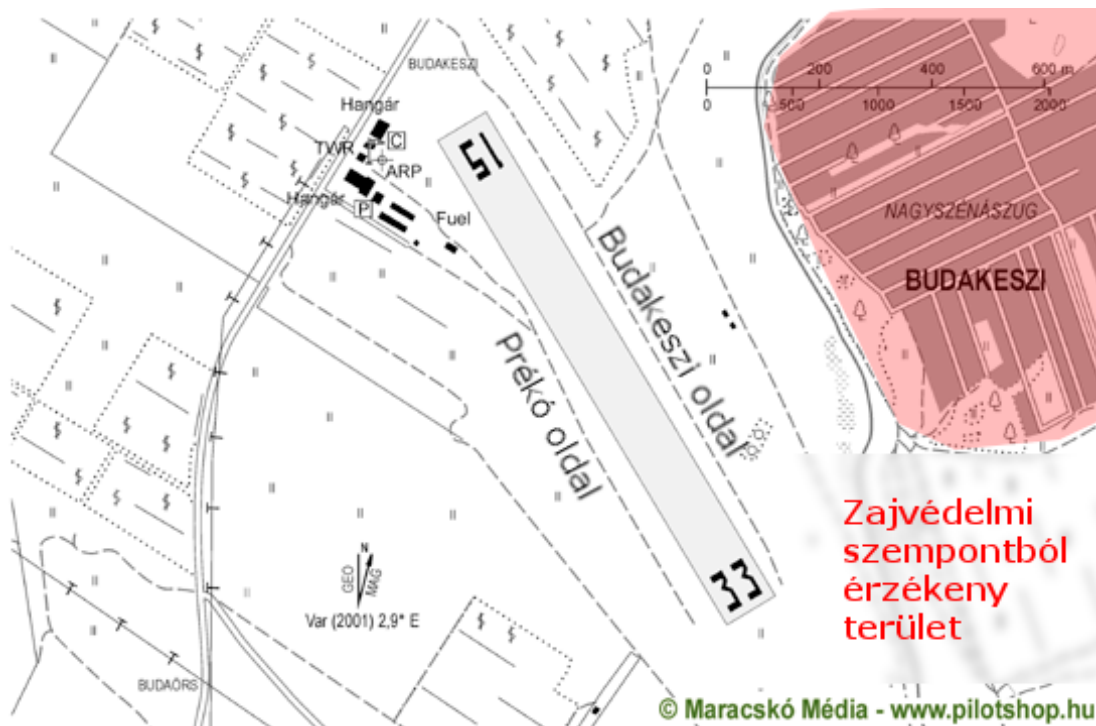 BUDAKESZI
0 200 400 600 m
0 500 1000 1500 2000
Hangár
TWR
C
ARP
Hangár
P
Fuel
15
NAGYSZÉNÁSZUG
BUDAKESZI
Budakeszi oldal
Prékó oldal
Zajvédelmi
szempontból
érzékeny
terület
N
GEO
MAG
Var (2001) 2,9° E
33
BUDAÖRS
© Maracskó Média - www.pilotshop.hu